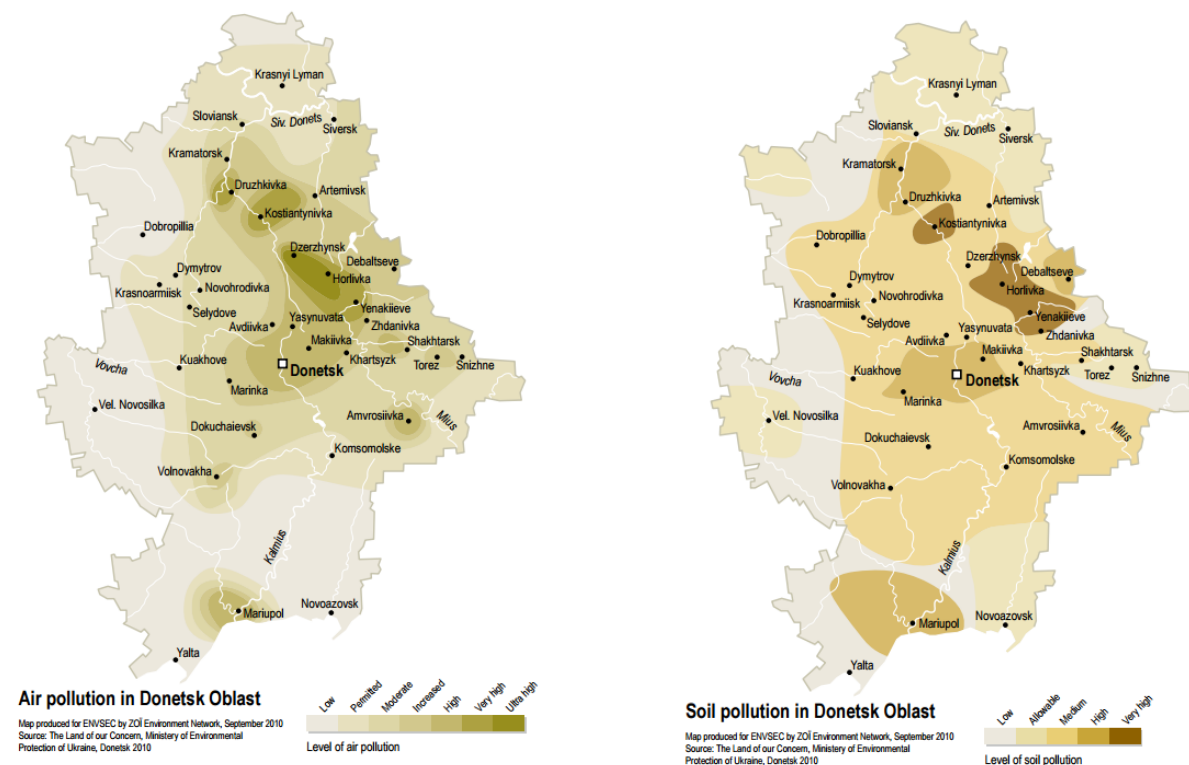 Krasnyi Lyman
Sloviansk
Siv. Donets
Siversk
Kramatorsk
Druzhkivka
Artemivsk
Kostiantynivka
Dobropillia
Dzerzhynsk
Debaltseve
Dymytrov
Horlivka
Krasnoarmiisk
Novohrodivka
Yenakiieve
Selydove
Avdiivka
Yasynuvata
Zhdanivka
Makiivka
Shakhtarsk
Vovcha
Kuakhove
Khartsyzk
Torez
Snizhne
Donetsk
Marinka
Vel. Novosilka
Amvrosiivka
Mius
Dokuchaievsk
Komsomolske
Volnovakha
Kalmius
Mariupol
Novoazovsk
Yalta
Air pollution in Donetsk Oblast
Map produced for ENVSEC by ZOÏ Environment Network, September 2010
Source: The Land of our Concern, Ministry of Environmental
Protection of Ukraine, Donetsk 2010
Low
Permitted
Moderate
Increased
High
Very high
Ultra high
Level of air pollution
Krasnyi Lyman
Sloviansk
Siv. Donets
Siversk
Kramatorsk
Druzhkivka
Artemivsk
Kostiantynivka
Dobropillia
Dzerzhynsk
Debaltseve
Dymytrov
Horlivka
Krasnoarmiisk
Novohrodivka
Yenakiieve
Selydove
Avdiivka
Yasynuvata
Zhdanivka
Makiivka
Shakhtarsk
Vovcha
Kuakhove
Khartsyzk
Torez
Snizhne
Donetsk
Marinka
Vel. Novosilka
Amvrosiivka
Mius
Dokuchaievsk
Komsomolske
Volnovakha
Kalmius
Mariupol
Novoazovsk
Yalta
Soil pollution in Donetsk Oblast
Map produced for ENVSEC by ZOÏ Environment Network, September 2010
Source: The Land of our Concern, Ministry of Environmental
Protection of Ukraine, Donetsk 2010
Low
Allowable
Medium
High
Very high
Level of soil pollution